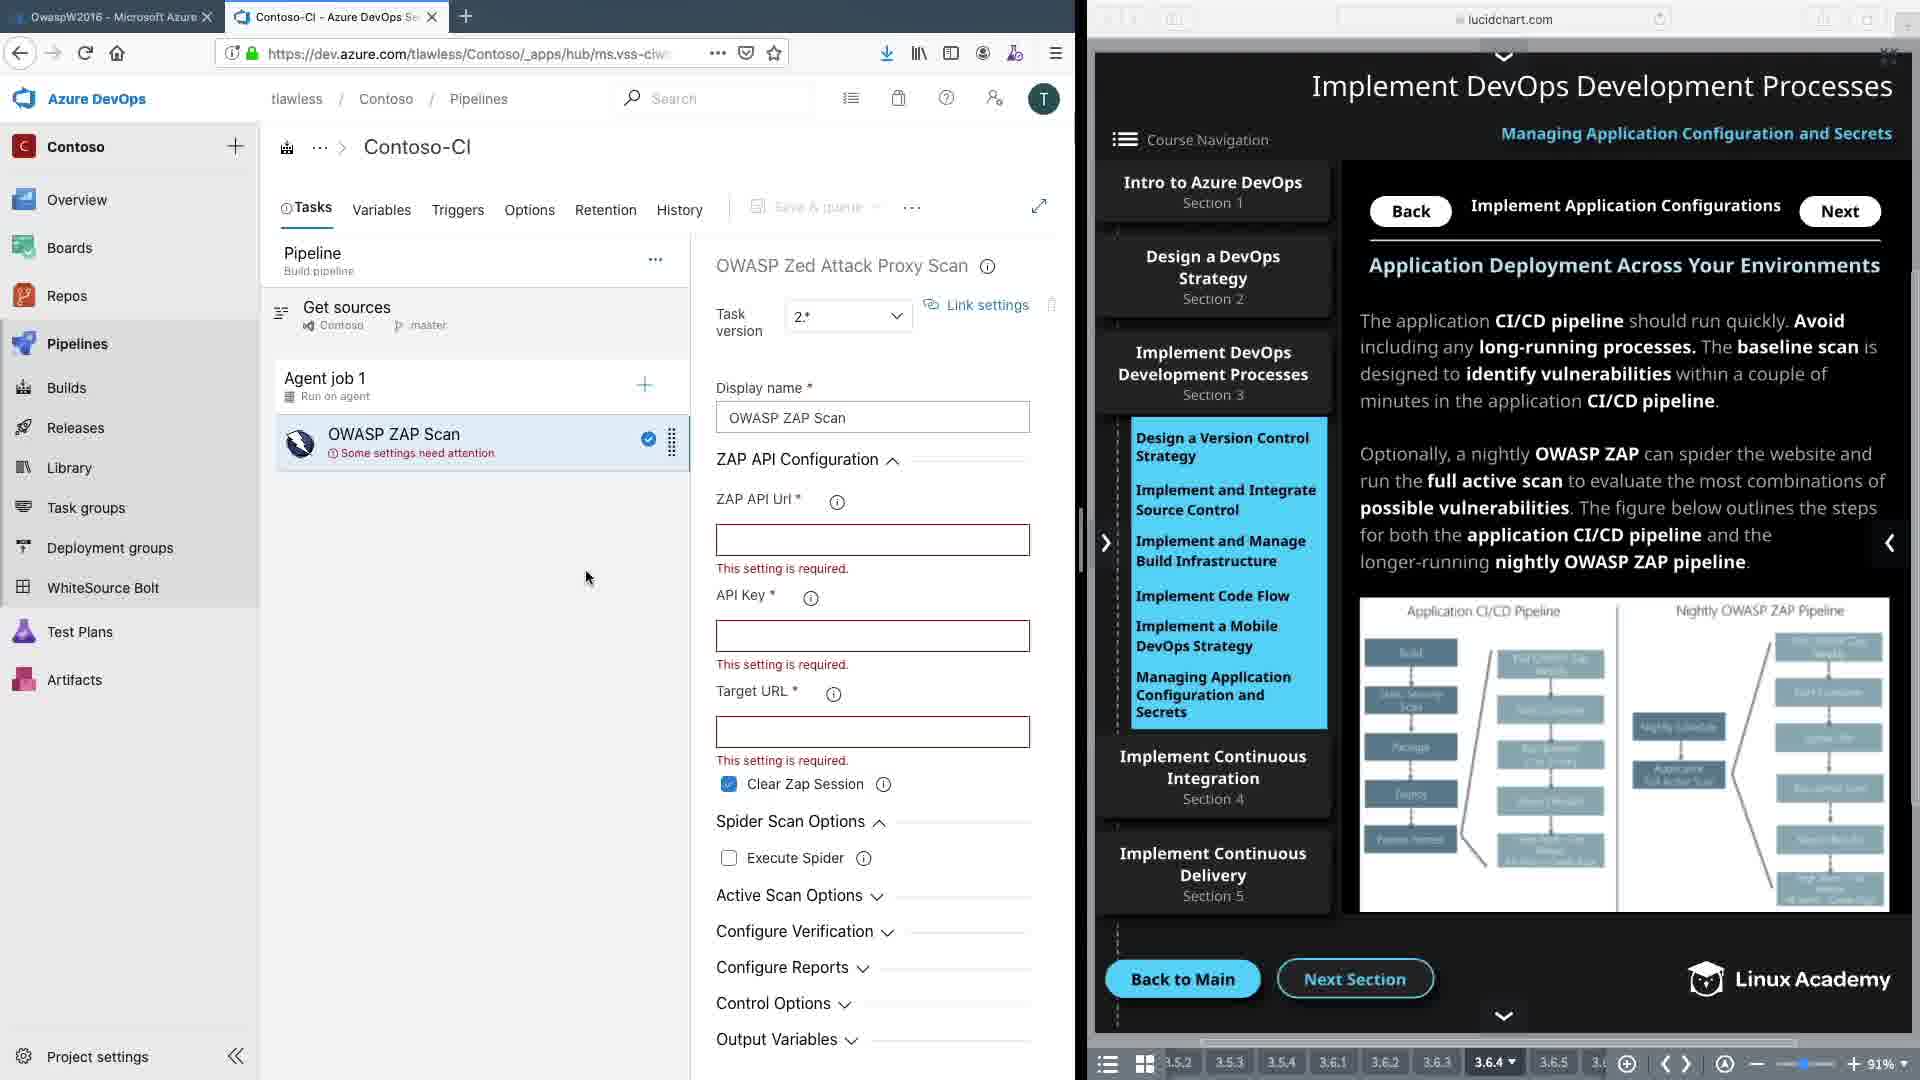 OwaspW2016 - Microsoft Azure
Contoso-CI - Azure DevOps Se
https://dev.azure.com/tlawless/Contoso/_apps/hub/ms.vss-ciw
Azure DevOps
tlawless / Contoso / Pipelines
Search
T
C
Contoso
Overview
Boards
Repos
Pipelines
Builds
Releases
Library
Task groups
Deployment groups
WhiteSource Bolt
Test Plans
Artifacts
Project settings
Contoso-CI
Tasks
Variables
Triggers
Options
Retention
History
Save & queue
Pipeline
Build pipeline
Get sources
Contoso
master
Agent job 1
Run on agent
OWASP ZAP Scan
Some settings need attention
OWASP Zed Attack Proxy Scan
Task version
2.*
Link settings
Display name *
OWASP ZAP Scan
ZAP API Configuration
ZAP API Url *
This setting is required.
API Key *
This setting is required.
Target URL *
This setting is required.
Clear Zap Session
Spider Scan Options
Execute Spider
Active Scan Options
Configure Verification
Configure Reports
Control Options
Output Variables
lucidchart.com
Implement DevOps Development Processes
Course Navigation
Managing Application Configuration and Secrets
Intro to Azure DevOps
Section 1
Design a DevOps
Strategy
Section 2
Implement DevOps
Development Processes
Section 3
Design a Version Control
Strategy
Implement and Integrate
Source Control
Implement and Manage
Build Infrastructure
Implement Code Flow
Implement a Mobile
DevOps Strategy
Managing Application
Configuration and
Secrets
Implement Continuous
Integration
Section 4
Implement Continuous
Delivery
Section 5
Back
Implement Application Configurations
Next
Application Deployment Across Your Environments
The application CI/CD pipeline should run quickly. Avoid
including any long-running processes. The baseline scan is
designed to identify vulnerabilities within a couple of
minutes in the application CI/CD pipeline.
Optionally, a nightly OWASP ZAP can spider the website and
run the full active scan to evaluate the most combinations of
possible vulnerabilities. The figure below outlines the steps
for both the application CI/CD pipeline and the
longer-running nightly OWASP ZAP pipeline.
Application CI/CD Pipeline
Nightly OWASP ZAP Pipeline
Build
Package
Deploy
Back to Main
Next Section
Linux Academy
3.5.2
3.5.3
3.5.4
3.6.1
3.6.2
3.6.3
3.6.4
3.6.5
91%